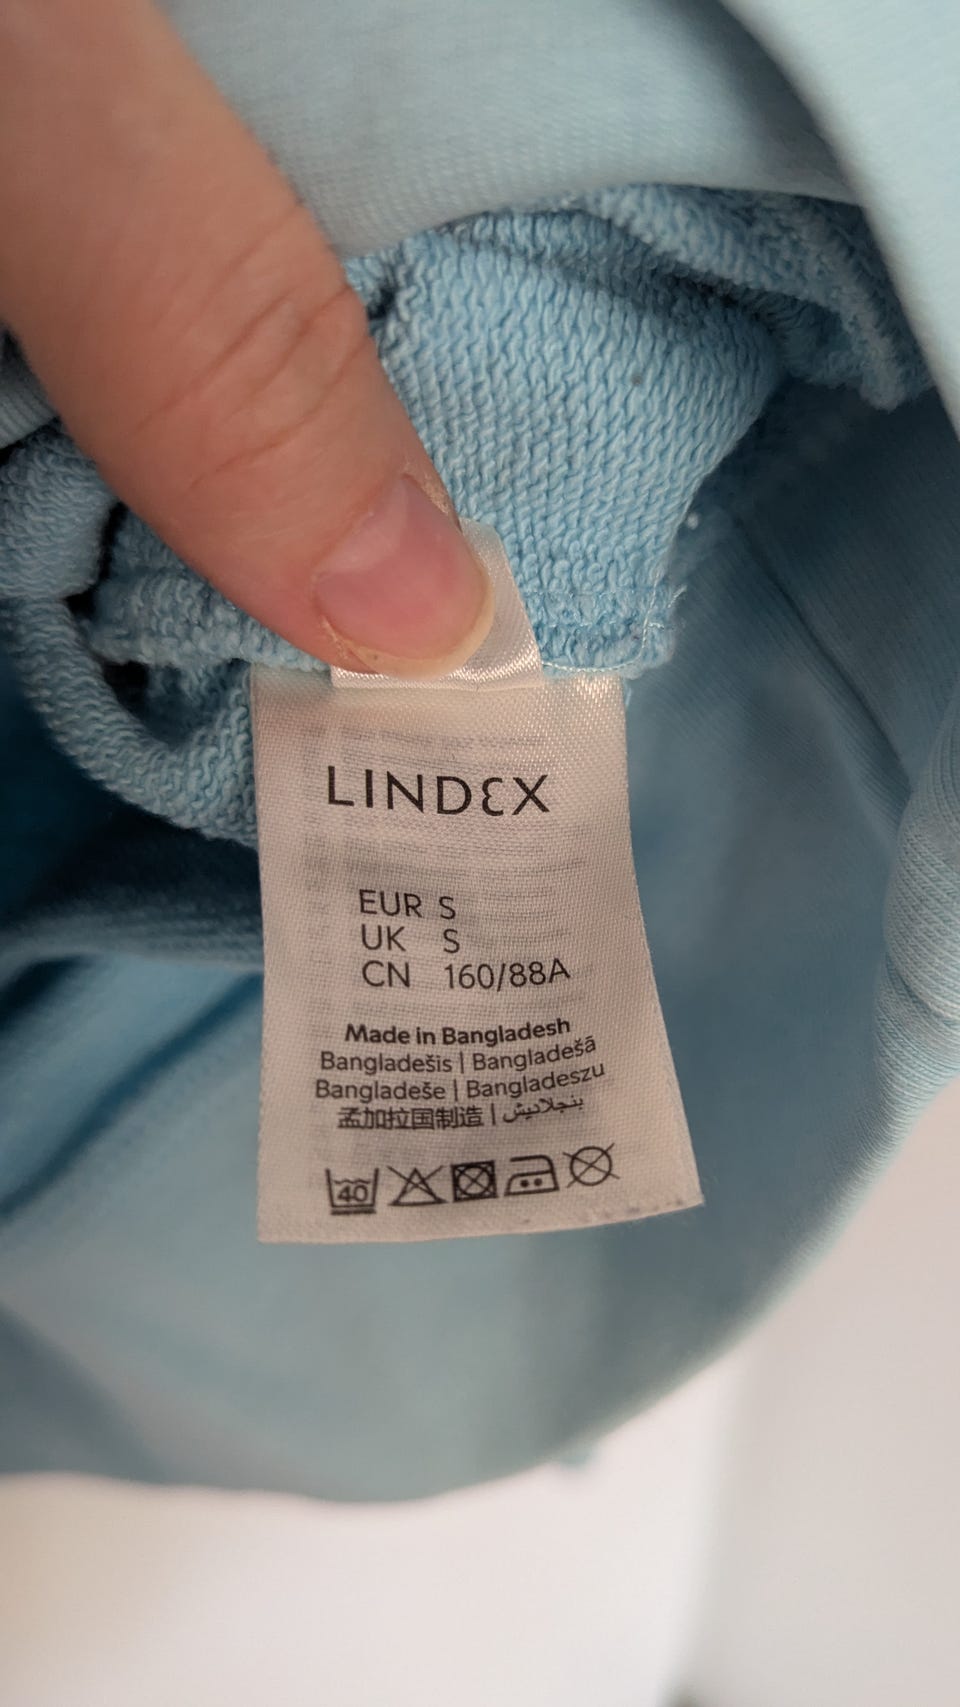 LINDEX
EUR S
UK S
CN 160/88A
Made in Bangladesh
Bangladešis | Bangladešā
Bangladeše | Bangladeszu
孟加拉国制造 | بنجلاديش
40